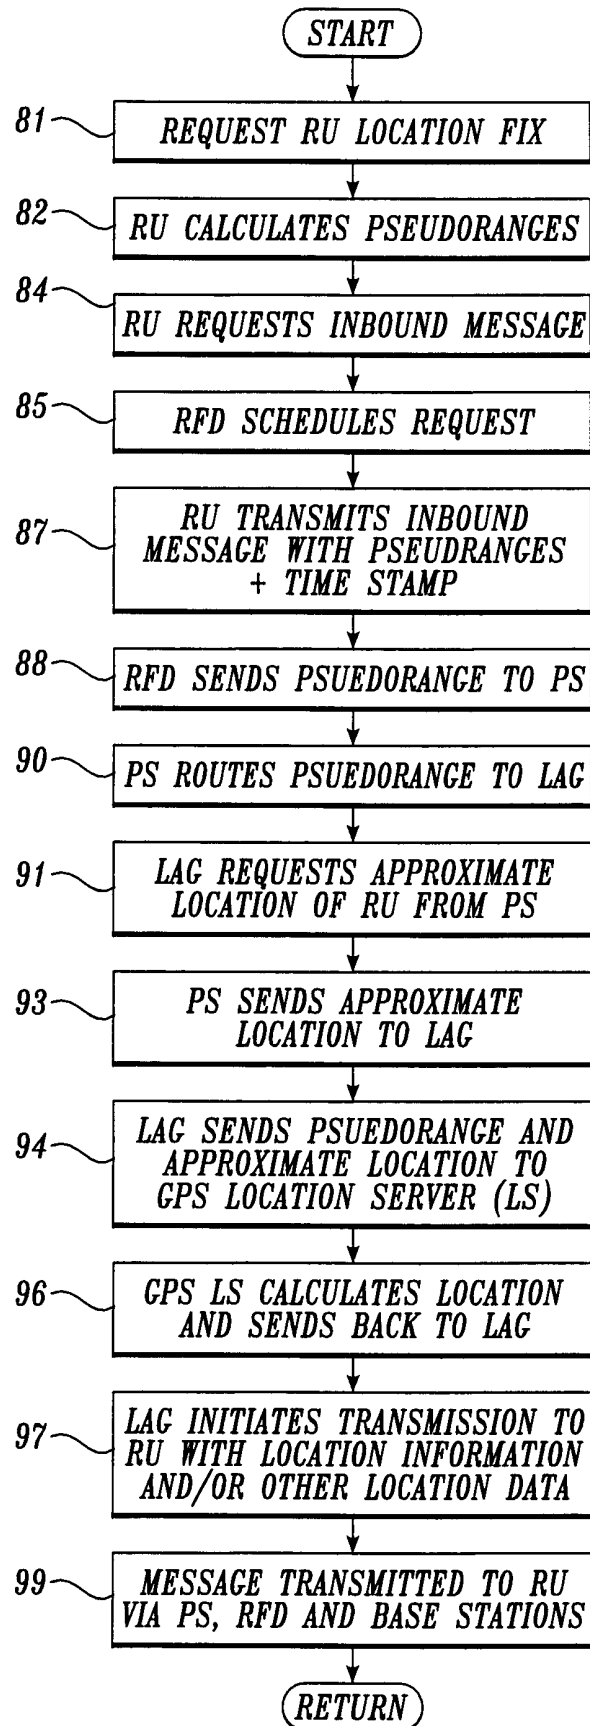 START
81
REQUEST RU LOCATION FIX
82
RU CALCULATES PSEUDORANGES
84
RU REQUESTS INBOUND MESSAGE
85
RFD SCHEDULES REQUEST
87
RU TRANSMITS INBOUND
MESSAGE WITH PSEUDRANGES
+ TIME STAMP
88
RFD SENDS PSUEDORANGE TO PS
90
PS ROUTES PSUEDORANGE TO LAG
91
LAG REQUESTS APPROXIMATE
LOCATION OF RU FROM PS
93
PS SENDS APPROXIMATE
LOCATION TO LAG
94
LAG SENDS PSUEDORANGE AND
APPROXIMATE LOCATION TO
GPS LOCATION SERVER (LS)
96
GPS LS CALCULATES LOCATION
AND SENDS BACK TO LAG
97
LAG INITIATES TRANSMISSION TO
RU WITH LOCATION INFORMATION
AND/OR OTHER LOCATION DATA
99
MESSAGE TRANSMITTED TO RU
VIA PS, RFD AND BASE STATIONS
RETURN